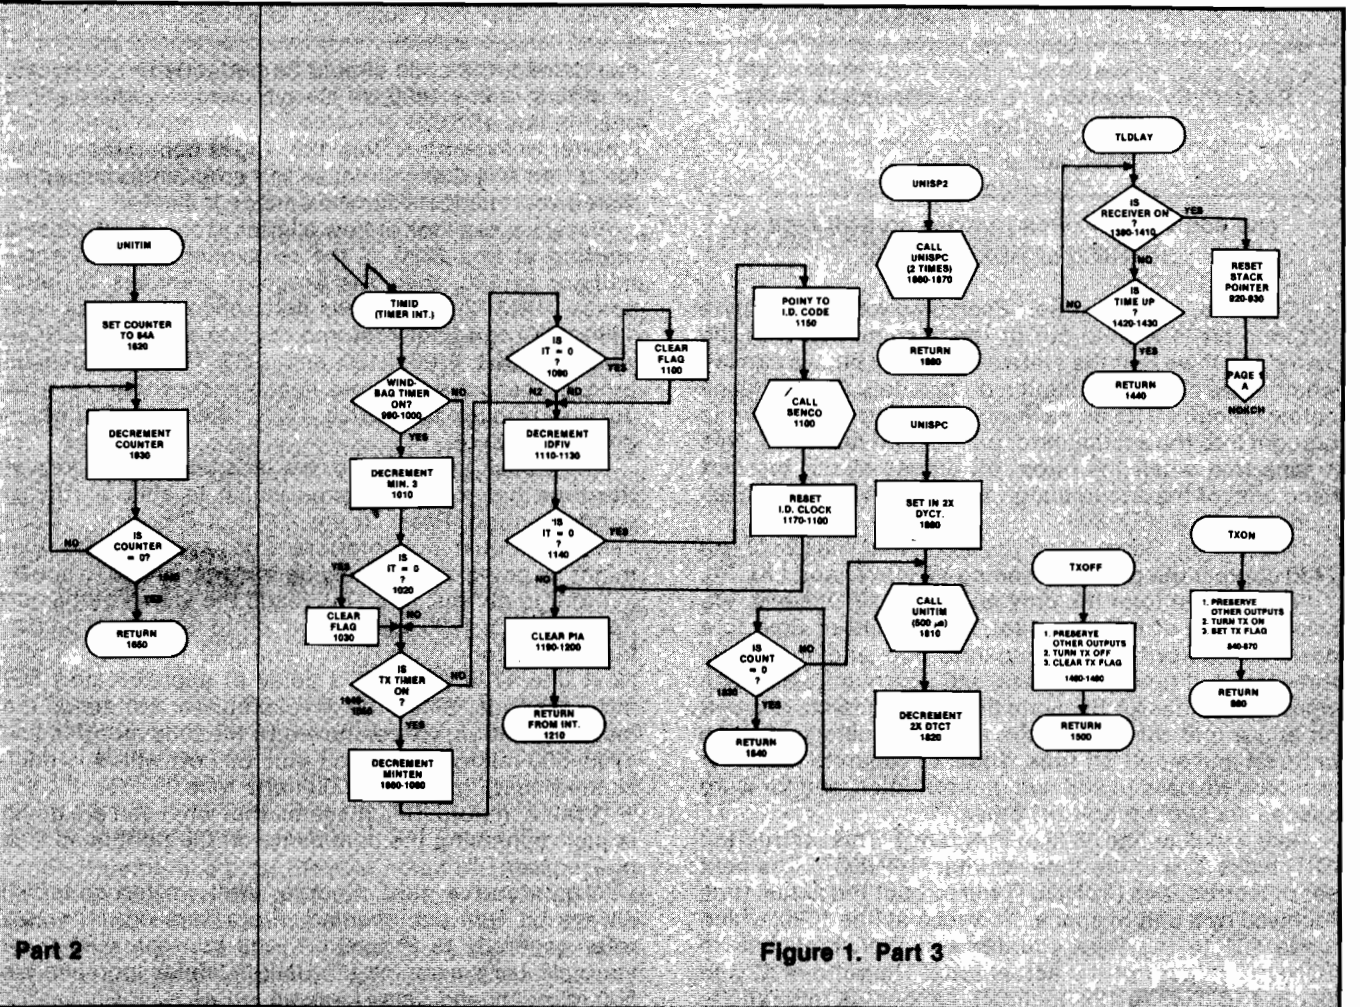 UNITIM
SET COUNTER
TO 64A
1620
DECREMENT
COUNTER
1630
IS
COUNTER
= 0?
NO
YES
RETURN
1650
Part 2
TIMID
(TIMER INT.)
WIND-
BAG TIMER
ON?
990-1000
NO
YES
DECREMENT
MIN. 3
1010
IS
IT = 0
?
1020
YES
NO
CLEAR
FLAG
1030
IS
TX TIMER
ON
?
NO
YES
DECREMENT
MINTEN
1060-1080
IS
IT = 0
?
1090
YES
CLEAR
FLAG
1100
N2
NO
DECREMENT
IDFIV
1110-1130
IS
IT = 0
?
1140
YES
NO
CLEAR PIA
1190-1200
RETURN
FROM INT.
1210
POINT TO
I.D. CODE
1150
CALL
SENCO
1100
RESET
I.D. CLOCK
1170-1100
UNISP2
CALL
UNISPC
(2 TIMES)
1860-1870
RETURN
1880
UNISPC
SET IN 2X
DTCT.
CALL
UNITIM
(500 µs)
1810
DECREMENT
2X DTCT
1820
IS
COUNT
= 0
?
1830
NO
YES
RETURN
1840
TLDLAY
IS
RECEIVER ON
?
1390-1410
YES
NO
RESET
STACK
POINTER
920-930
IS
TIME UP
?
1420-1430
NO
YES
RETURN
1440
PAGE 1
A
NOXCH
TXOFF
1. PRESERVE
OTHER OUTPUTS
2. TURN TX OFF
3. CLEAR TX FLAG
RETURN
1500
TXON
1. PRESERVE
OTHER OUTPUTS
2. TURN TX ON
3. SET TX FLAG
840-870
RETURN
880
Figure 1. Part 3